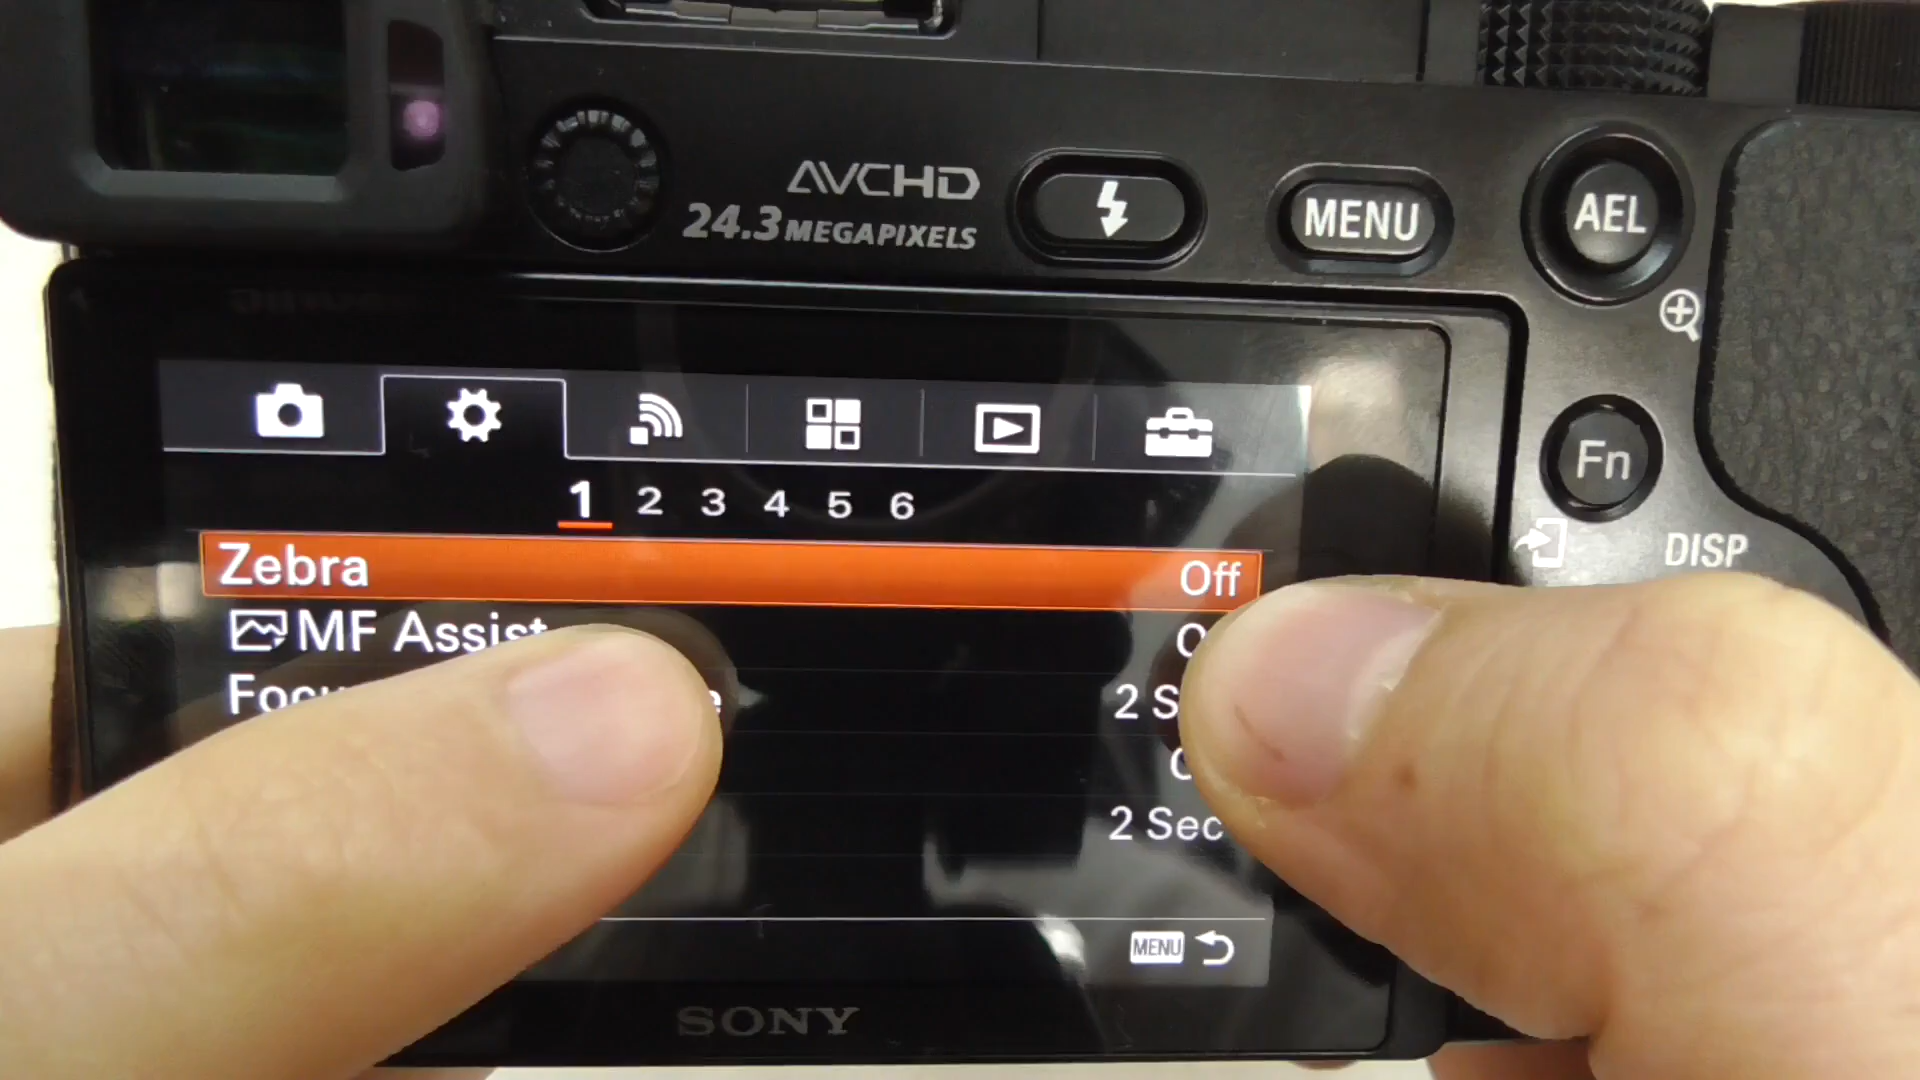 AVCHD
24.3 MEGAPIXELS
MENU
AEL
Fn
DISP
1 2 3 4 5 6
Zebra Off
MF Assist
2
2 Sec
MENU
SONY